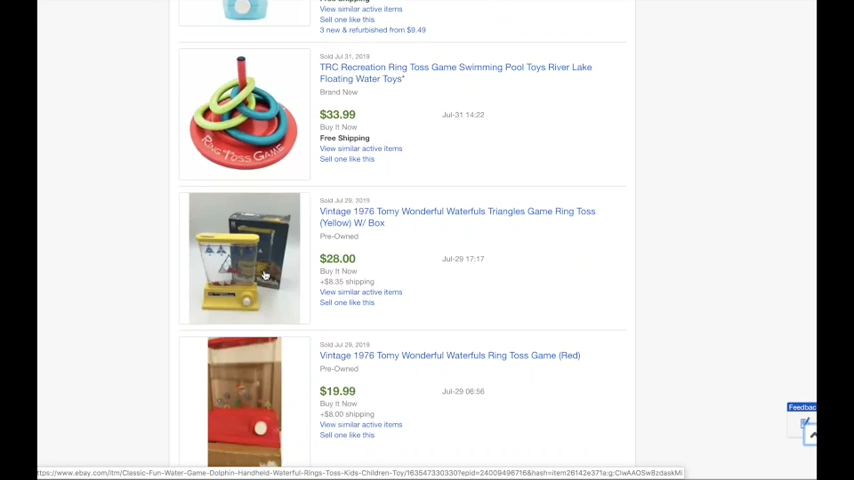 Free Shipping
View similar active items
Sell one like this
3 new & refurbished from $9.49
Sold Jul 31, 2019
TRC Recreation Ring Toss Game Swimming Pool Toys River Lake
Floating Water Toys*
Brand New
$33.99 Jul-31 14:22
Buy It Now
Free Shipping
View similar active items
Sell one like this
RING TOSS GAME
Sold Jul 29, 2019
Vintage 1976 Tomy Wonderful Waterfuls Triangles Game Ring Toss
(Yellow) W/ Box
Pre-Owned
$28.00 Jul-29 17:17
Buy It Now
+$8.35 shipping
View similar active items
Sell one like this
Sold Jul 29, 2019
Vintage 1976 Tomy Wonderful Waterfuls Ring Toss Game (Red)
Pre-Owned
$19.99 Jul-29 06:56
Buy It Now
+$8.00 shipping
View similar active items
Sell one like this
Feedbac